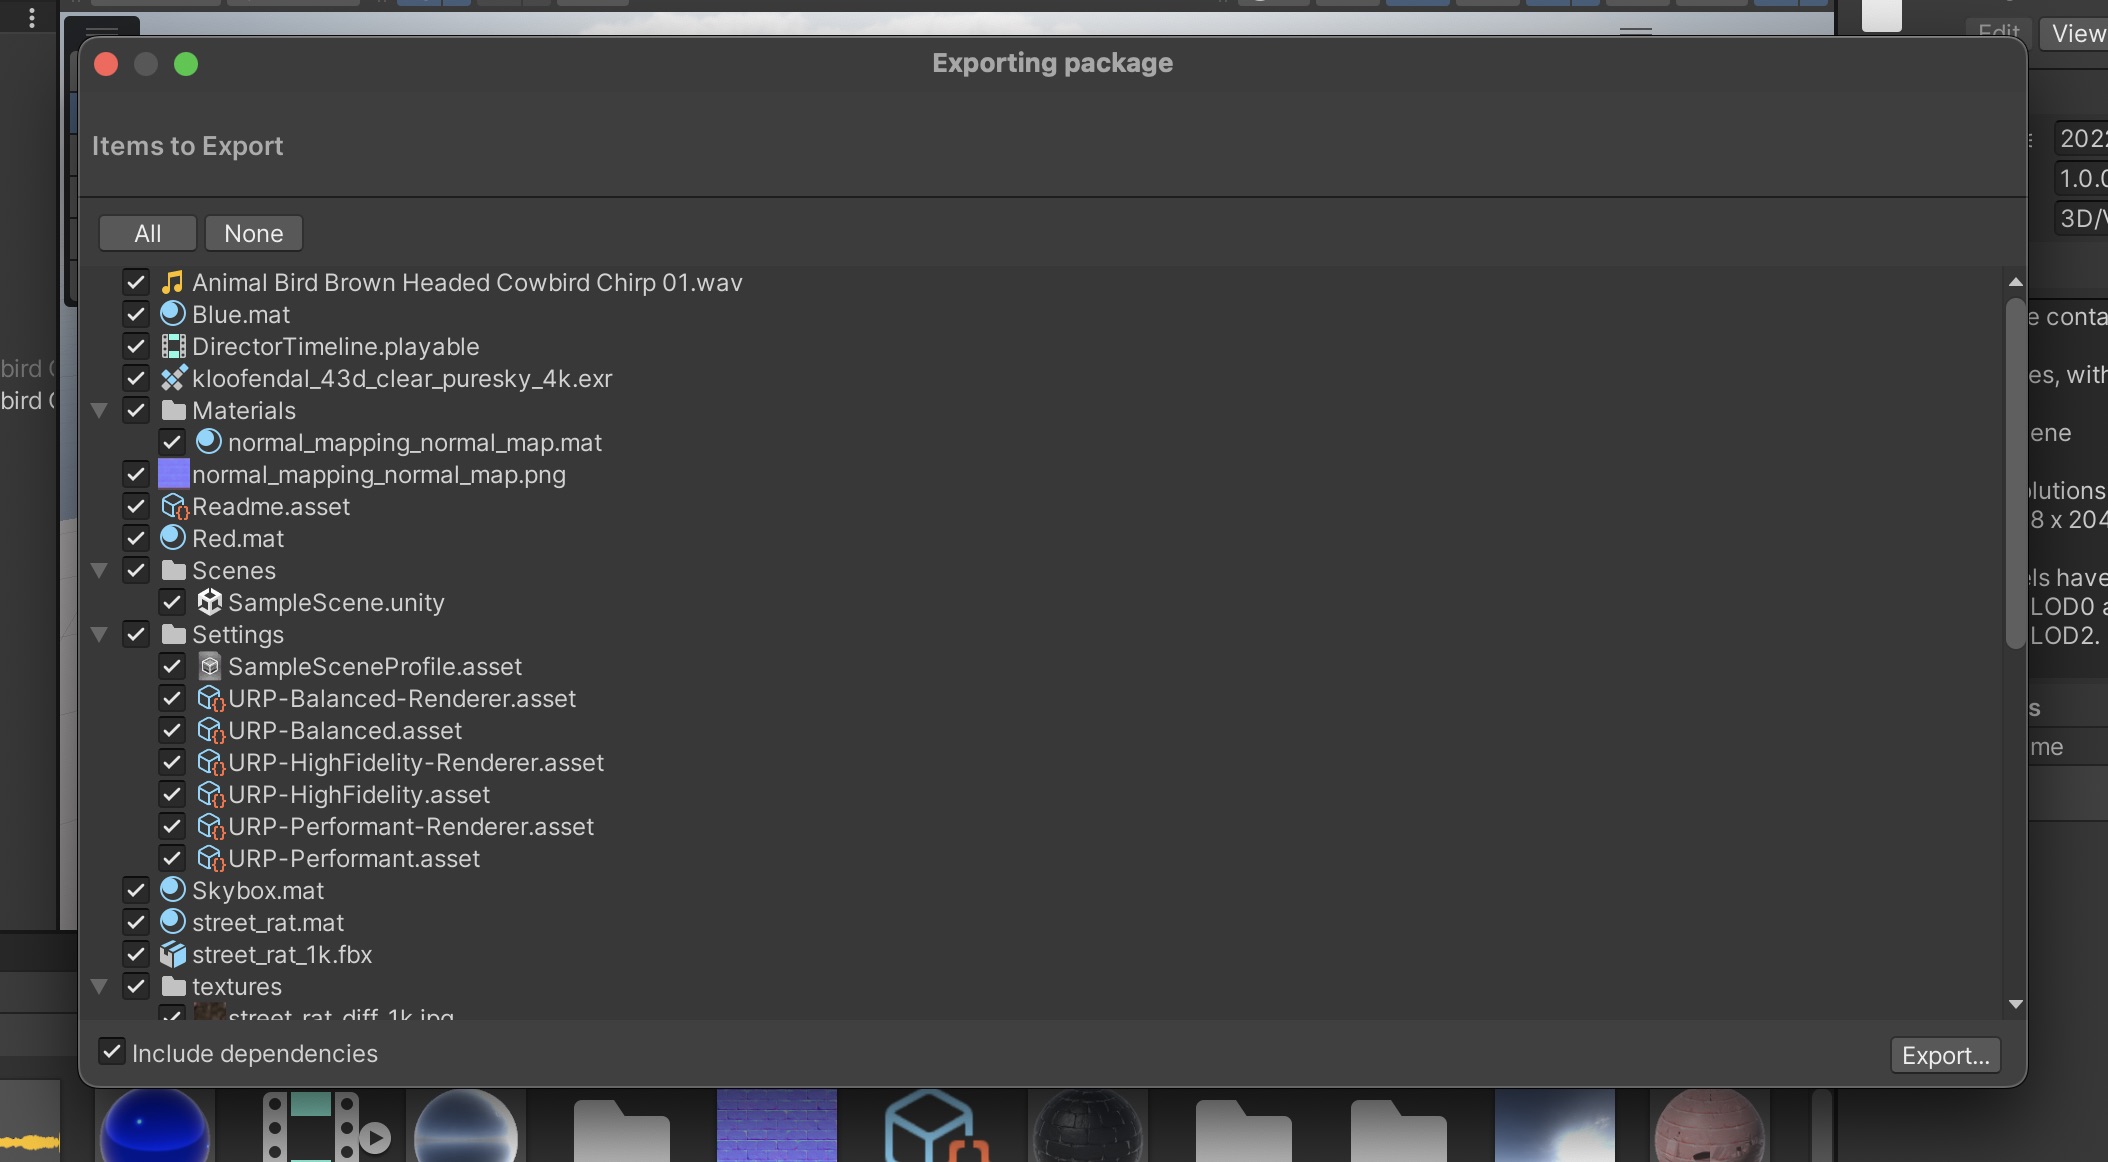 Exporting package
Edit
View
Items to Export
2022
1.0.0
3D/
All
None
Animal Bird Brown Headed Cowbird Chirp 01.wav
Blue.mat
e conta
DirectorTimeline.playable
bird
kloofendal_43d_clear_puresky_4k.exr
es, with
bird
Materials
ene
normal_mapping_normal_map.mat
normal_mapping_normal_map.png
lutions
Readme.asset
8 x 204
Red.mat
Scenes
ls have
SampleScene.unity
LOD0 a
Settings
LOD2.
SampleSceneProfile.asset
URP-Balanced-Renderer.asset
s
URP-Balanced.asset
me
URP-HighFidelity-Renderer.asset
URP-HighFidelity.asset
URP-Performant-Renderer.asset
URP-Performant.asset
Skybox.mat
street_rat.mat
street_rat_1k.fbx
textures
street_rat_diff_1k.jpg
Include dependencies
Export...